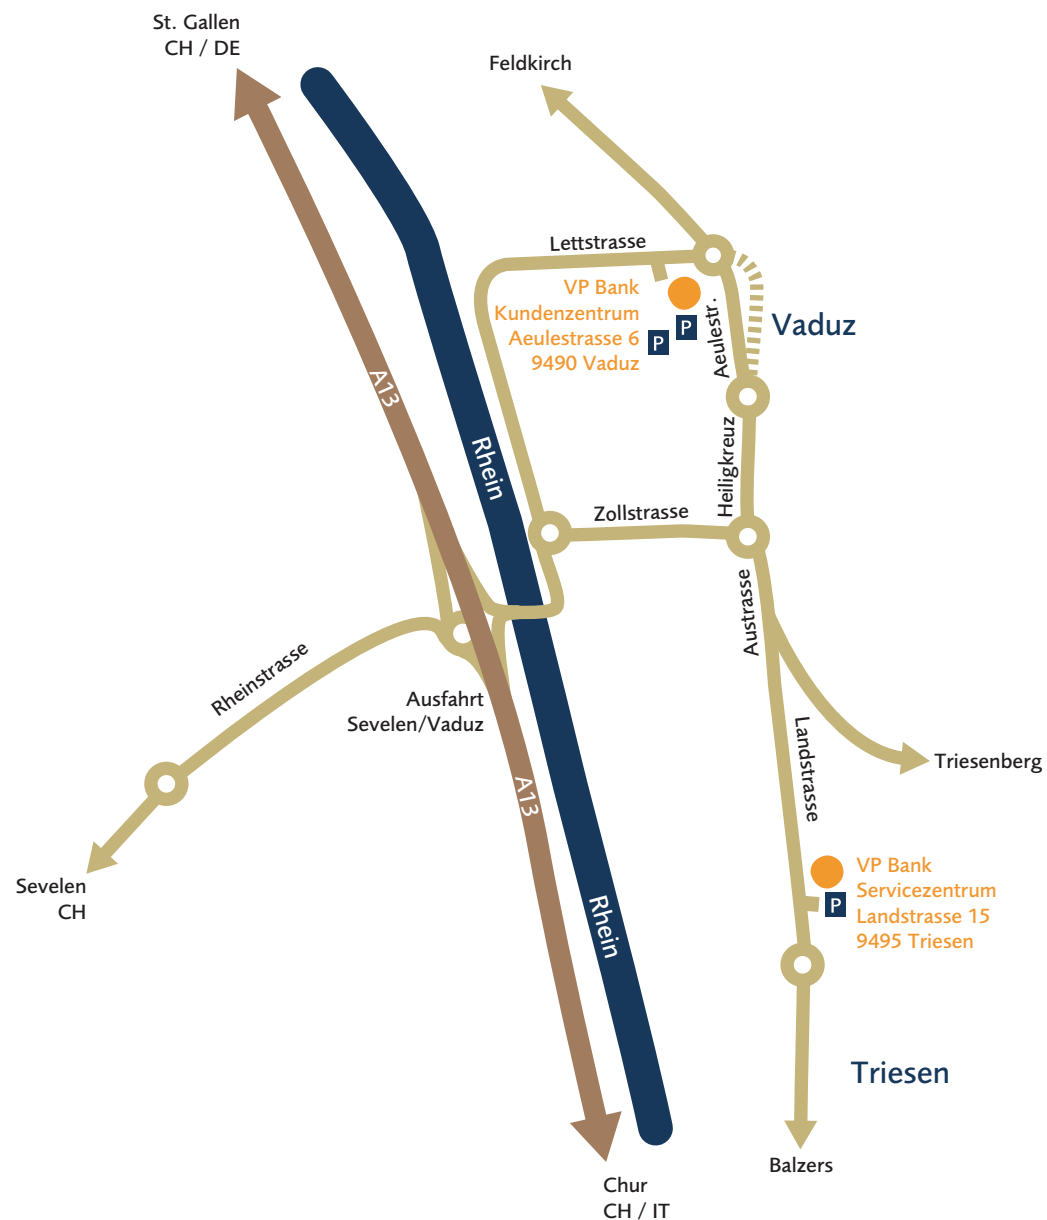 St. Gallen
CH / DE
Feldkirch
Lettstrasse
VP Bank
Kundenzentrum
Aeulestrasse 6
9490 Vaduz
P
P
Aeulestr.
Vaduz
A13
Rhein
Heiligkreuz
Zollstrasse
Austrasse
Rheinstrasse
Ausfahrt
Sevelen/Vaduz
Landstrasse
Triesenberg
A13
Sevelen
CH
VP Bank
Servicezentrum
Landstrasse 15
9495 Triesen
P
Rhein
Triesen
Balzers
Chur
CH / IT